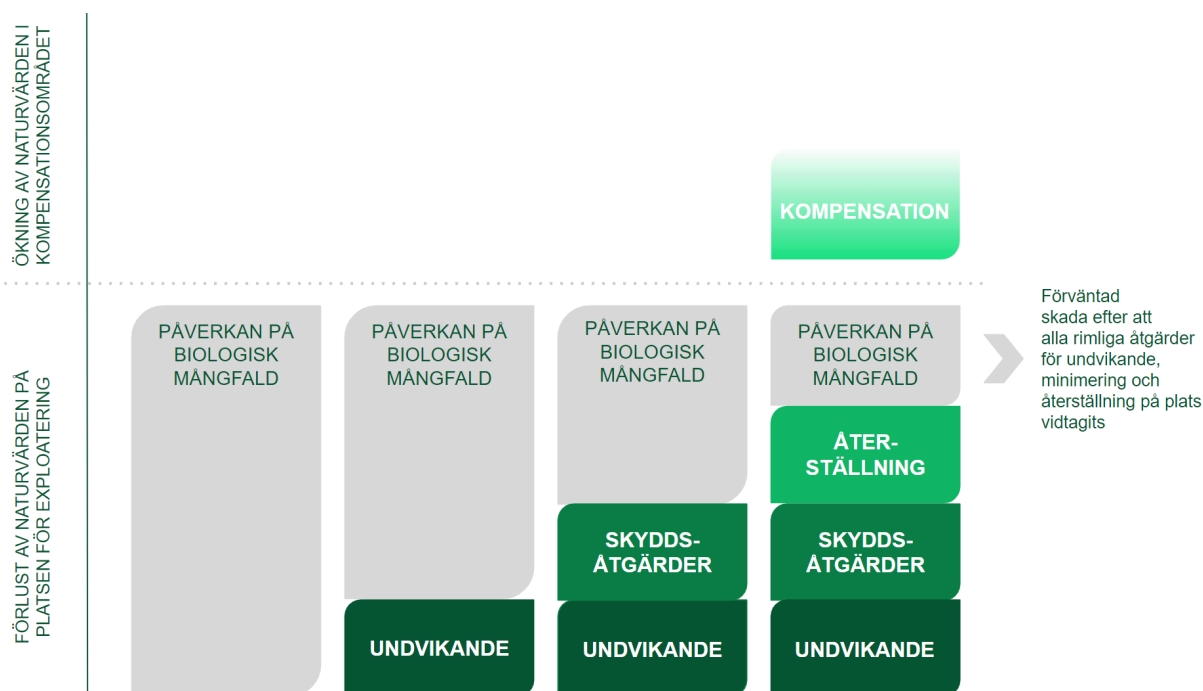 ÖKNING AV NATURVÄRDEN I
KOMPENSATIONSOMRÅDET
KOMPENSATION
FÖRLUST AV NATURVÄRDEN PÅ
PLATSEN FÖR EXPLOATERING
PÅVERKAN PÅ
BIOLOGISK
MÅNGFALD
PÅVERKAN PÅ
BIOLOGISK
MÅNGFALD
UNDVIKANDE
PÅVERKAN PÅ
BIOLOGISK
MÅNGFALD
SKYDDS-
ÅTGÄRDER
UNDVIKANDE
PÅVERKAN PÅ
BIOLOGISK
MÅNGFALD
ÅTER-
STÄLLNING
SKYDDS-
ÅTGÄRDER
UNDVIKANDE
Förväntad
skada efter att
alla rimliga åtgärder
för undvikande,
minimering och
återställning på plats
vidtagits